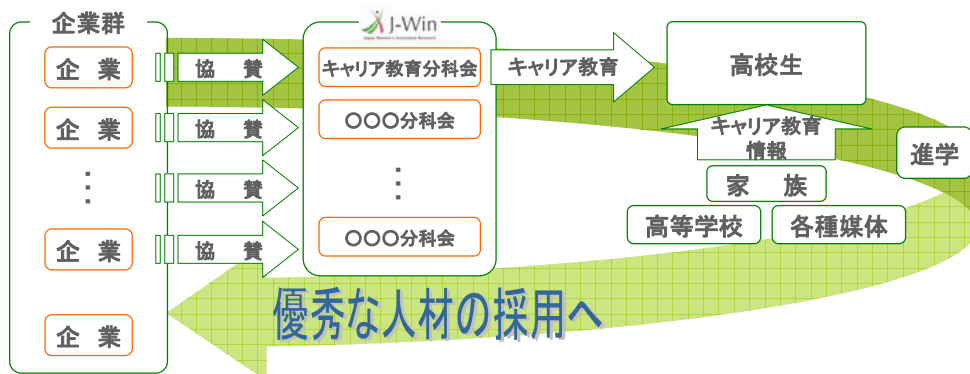 企業群
企　業
企　業
企　業
企　業
協　賛
協　賛
協　賛
協　賛
J-Win
Japan Women's Innovative Network
キャリア教育分科会
〇〇〇分科会
〇〇〇分科会
キャリア教育
高校生
キャリア教育
情報
家　族
高等学校
各種媒体
進学
優秀な人材の採用へ